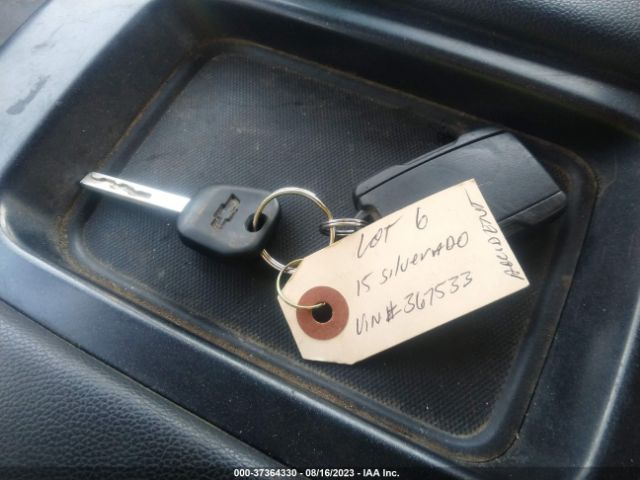 LOT 6
15 SILVERADO
VIN# 367533
ACCIDENT
000-37364330 - 08/16/2023 - IAA Inc.